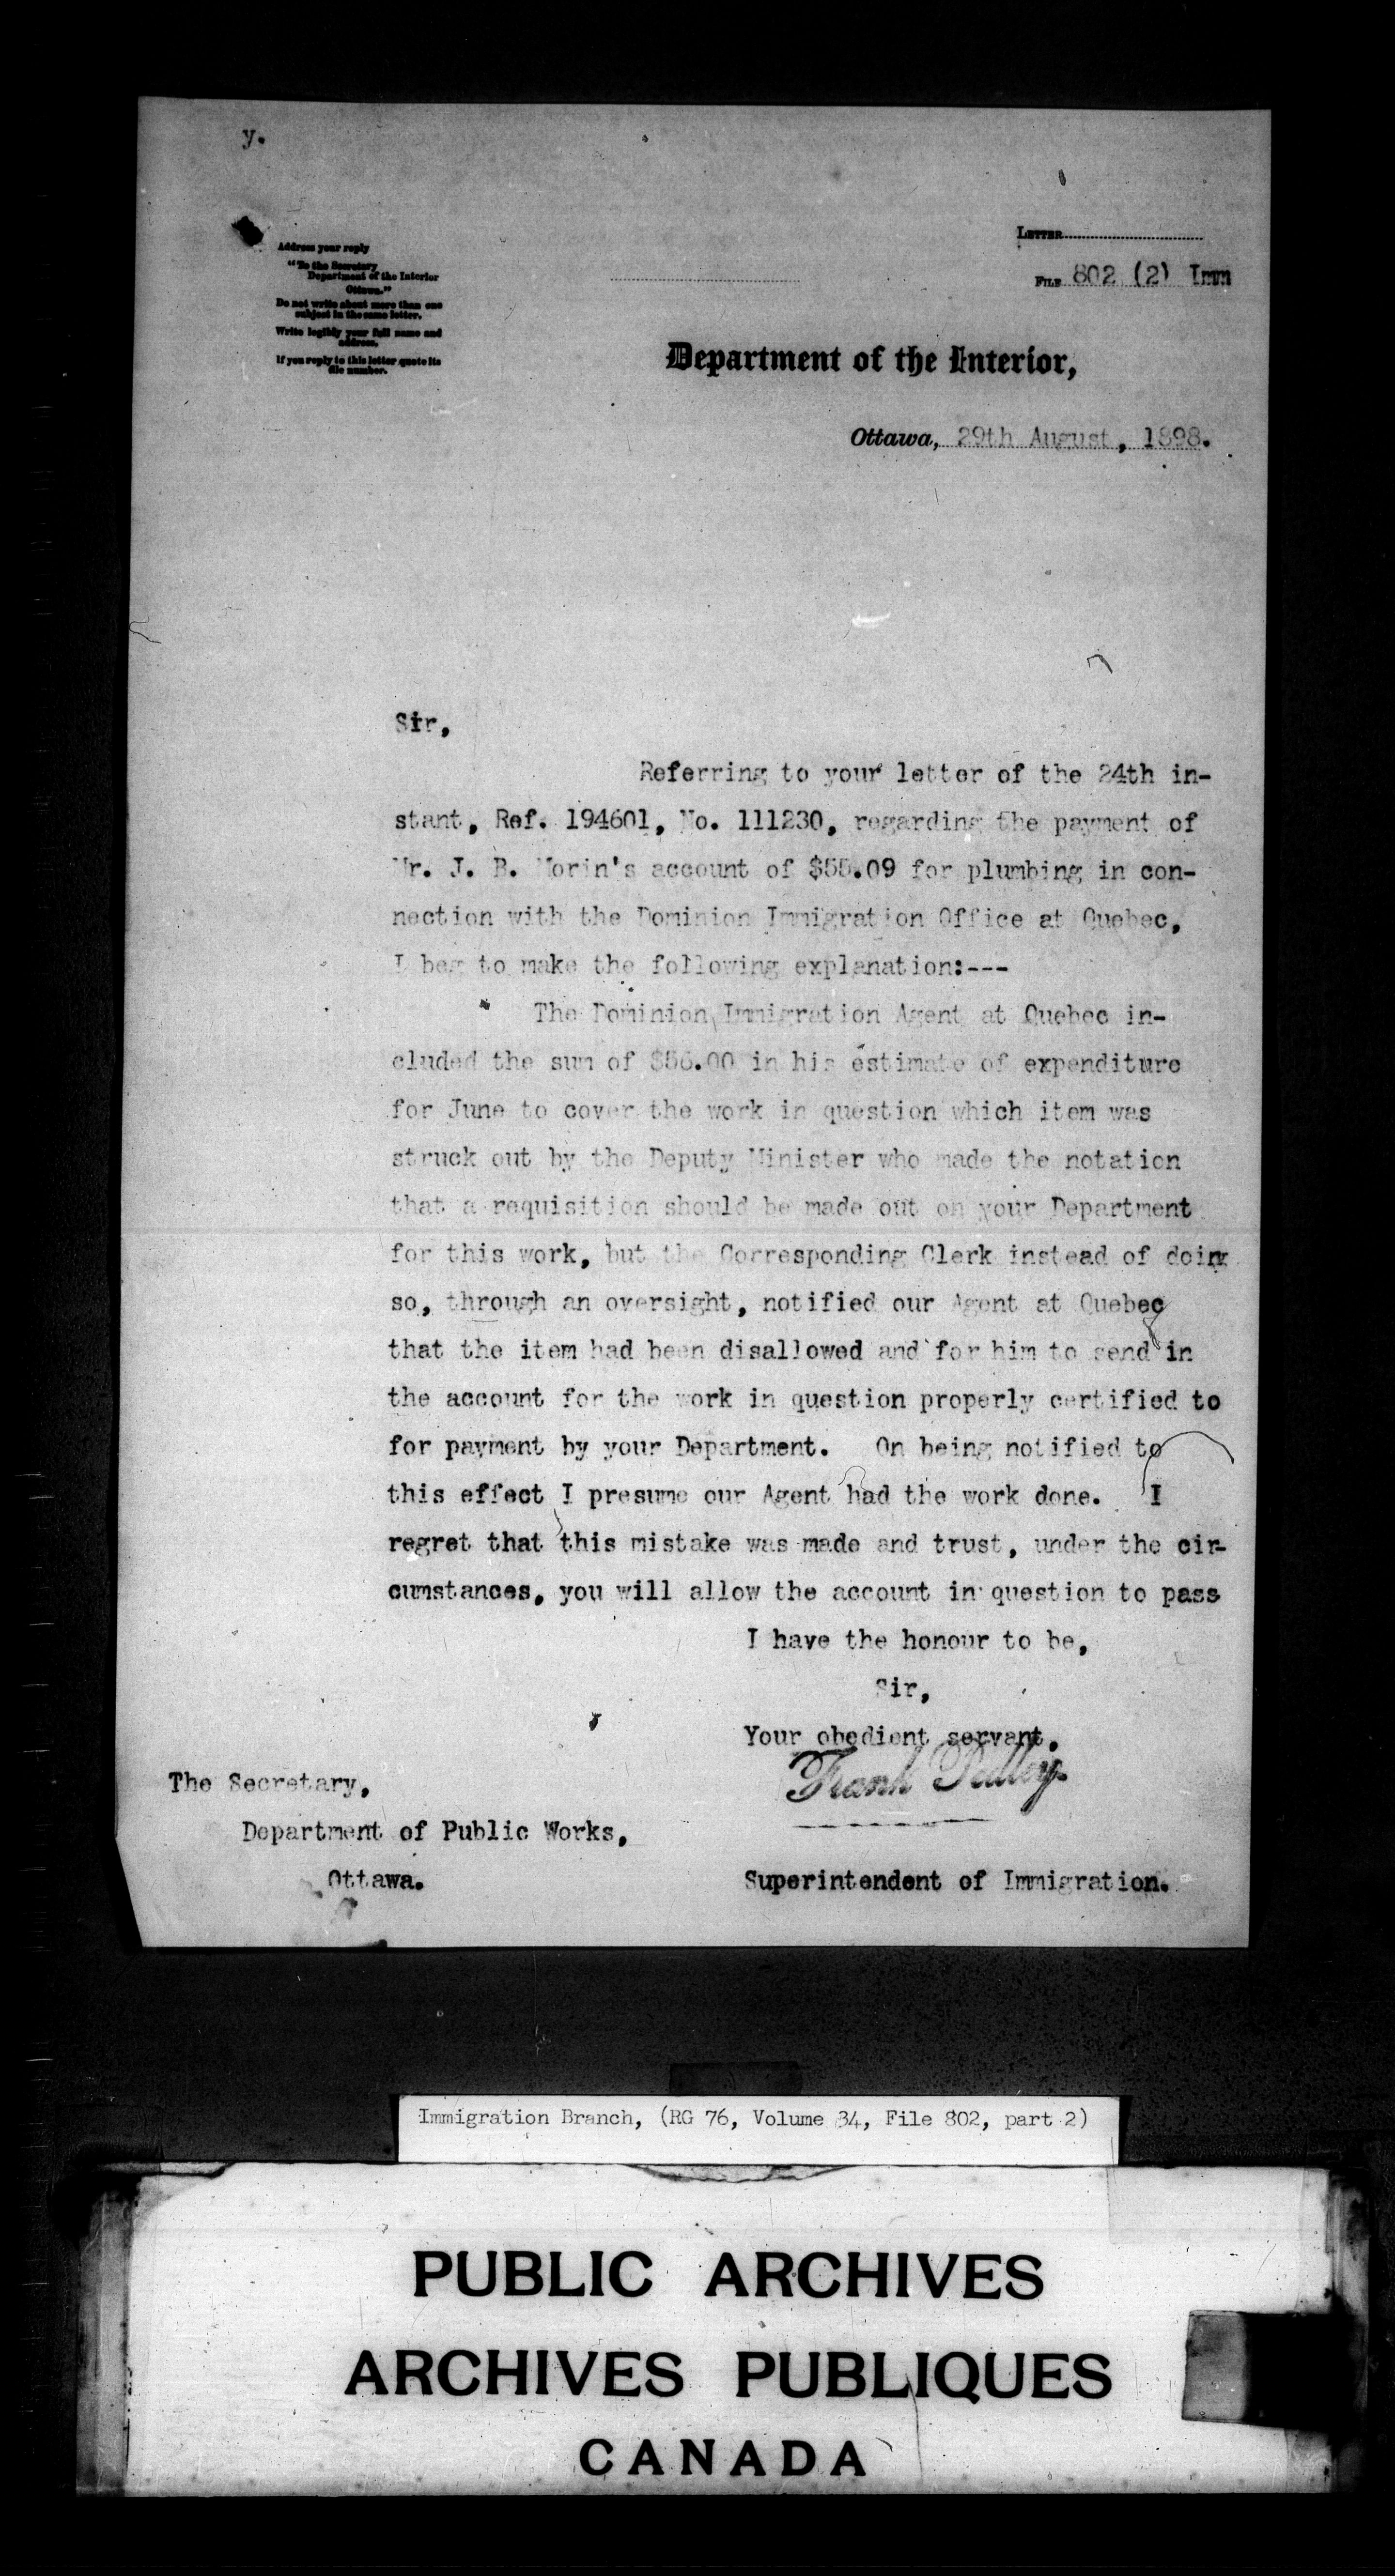 y.
Address your reply
"To the Secretary
Department of the Interior
Ottawa."
Do not write about more than one
subject in the same letter.
Write legibly your full name and
address.
If you reply to this letter quote its
file number.
LETTER
FILE 802 (2) Imm
Department of the Interior,
Ottawa, 29th August, 1898.
Sir,
Referring to your letter of the 24th in-
stant, Ref. 194601, No. 111230, regarding the payment of
Mr. J. B. Morin's account of $55.09 for plumbing in con-
nection with the Dominion Immigration Office at Quebec,
I beg to make the following explanation:---
The Dominion Immigration Agent at Quebec in-
cluded the sum of $56.00 in his estimate of expenditure
for June to cover the work in question which item was
struck out by the Deputy Minister who made the notation
that a requisition should be made out on your Department
for this work, but the Corresponding Clerk instead of doing
so, through an oversight, notified our Agent at Quebec
that the item had been disallowed and for him to send in
the account for the work in question properly certified to
for payment by your Department. On being notified to
this effect I presume our Agent had the work done. I
regret that this mistake was made and trust, under the cir-
cumstances, you will allow the account in question to pass
I have the honour to be,
Sir,
Your obedient servant.
Frank Pedley
The Secretary,
Department of Public Works,
Ottawa.
Superintendent of Immigration.
Immigration Branch, (RG 76, Volume 34, File 802, part 2)
PUBLIC ARCHIVES
ARCHIVES PUBLIQUES
CANADA